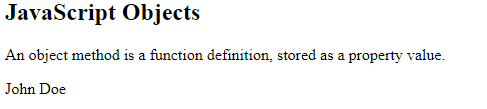 JavaScript Objects
An object method is a function definition, stored as a property value.
John Doe